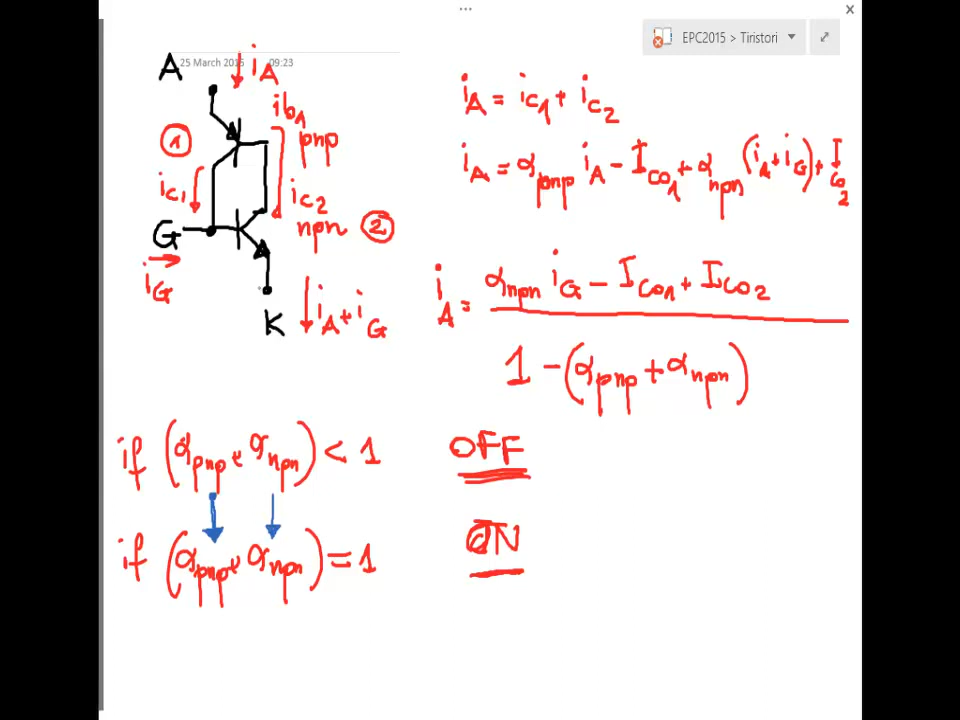 EPC2015 > Tiristori
25 March 2015 09:23
A
iA
ib1
pnp
1
ic1
ic2
npn 2
G
iG
K
iA+iG
iA = ic1 + ic2
iA = αpnp iA - Ico1 + αnpn (iA + iG) + Ico2
iA = αnpn iG - Ico1 + Ico2
1 - (αpnp + αnpn)
if (αpnp + αnpn) < 1 OFF
if (αpnp + αnpn) = 1 ON